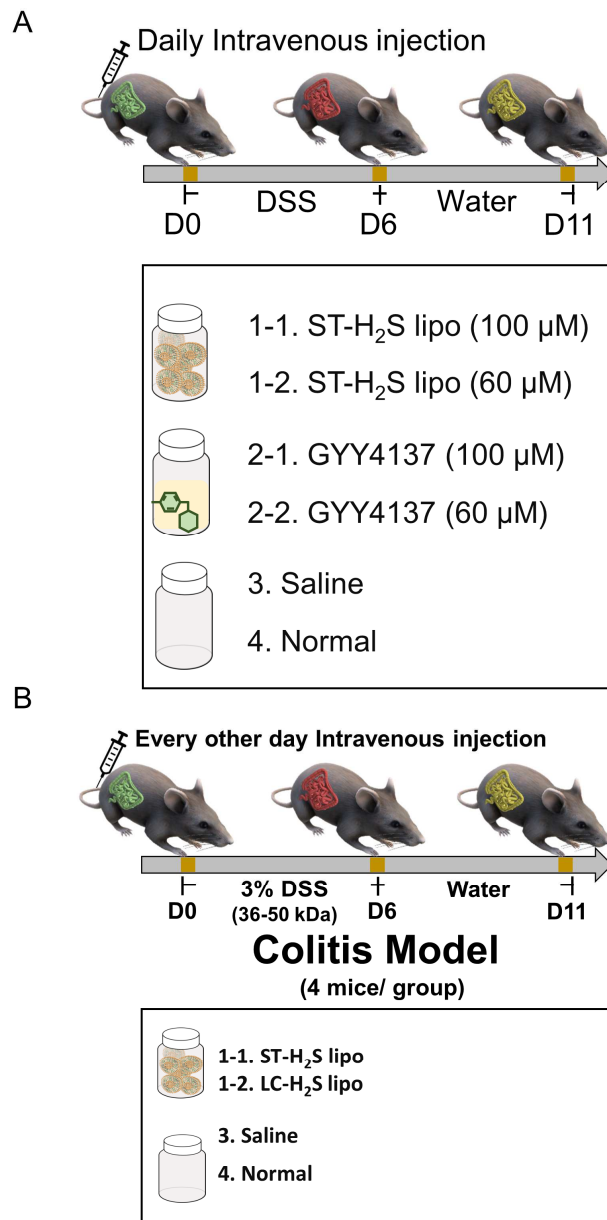 A
Daily Intravenous injection
DSS
Water
D0
D6
D11
1-1. ST-H₂S lipo (100 µM)
1-2. ST-H₂S lipo (60 µM)
2-1. GYY4137 (100 µM)
2-2. GYY4137 (60 µM)
3. Saline
4. Normal
B
Every other day Intravenous injection
3% DSS
Water
D0
(36-50 kDa)
D6
D11
Colitis Model
(4 mice/ group)
1-1. ST-H₂S lipo
1-2. LC-H₂S lipo
3. Saline
4. Normal